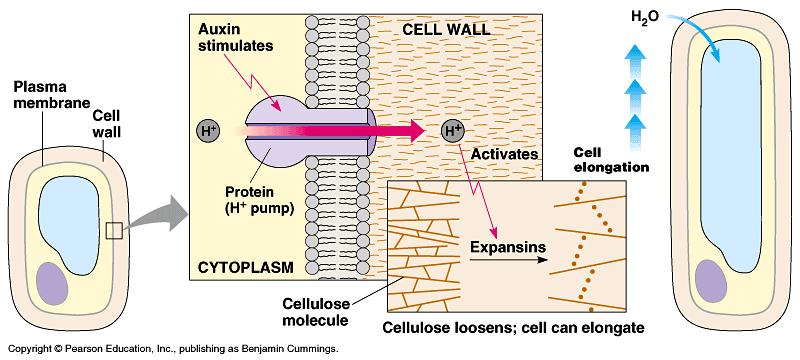 Plasma
membrane
Cell
wall
Auxin
stimulates
H+
Protein
(H+ pump)
CYTOPLASM
CELL WALL
H+
Activates
Expansins
Cellulose
molecule
Cellulose loosens; cell can elongate
Cell
elongation
H₂O
Copyright © Pearson Education, Inc., publishing as Benjamin Cummings.